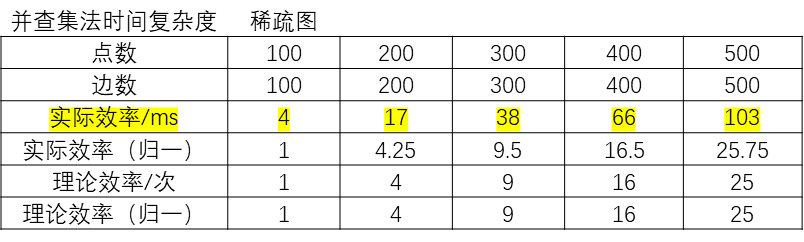 并查集法时间复杂度 稀疏图
点数 100 200 300 400 500
边数 100 200 300 400 500
实际效率/ms 4 17 38 66 103
实际效率（归一） 1 4.25 9.5 16.5 25.75
理论效率/次 1 4 9 16 25
理论效率（归一） 1 4 9 16 25